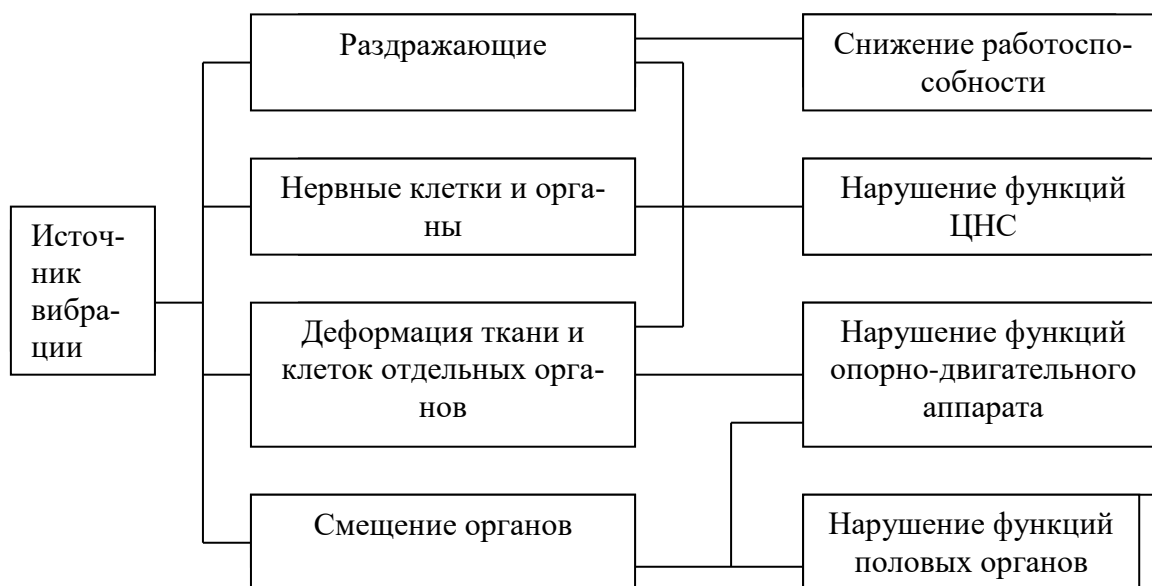 Источ-
ник
вибра-
ции
Раздражающие
Нервные клетки и орга-
ны
Деформация ткани и
клеток отдельных орга-
нов
Смещение органов
Снижение работоспо-
собности
Нарушение функций
ЦНС
Нарушение функций
опорно-двигательного
аппарата
Нарушение функций
половых органов